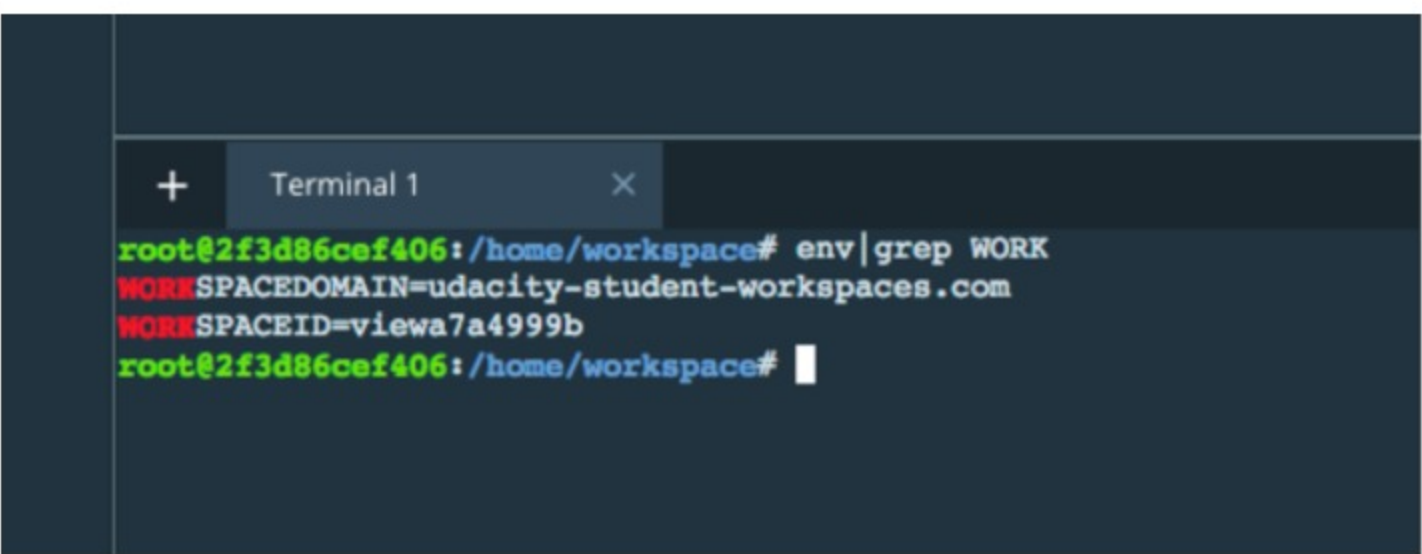 + Terminal 1 ×
root@2f3d86cef406:/home/workspace# env|grep WORK
WORKSPACEDOMAIN=udacity-student-workspaces.com
WORKSPACEID=viewa7a4999b
root@2f3d86cef406:/home/workspace#